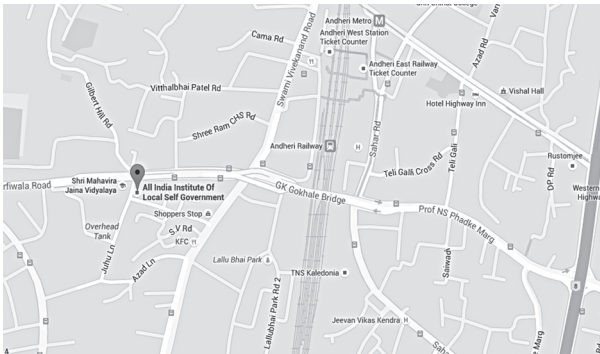 Andheri Metro
Cama Rd
Andheri West Station
Ticket Counter
Azad Rd
Swami Vivekanand Road
Andheri East Railway
Ticket Counter
Vishal Hall
Gilbert Hill Rd
Vitthalbhai Patel Rd
Hotel Highway Inn
Shree Ram CHS Rd
Sahar Rd
Andheri Railway
Teli Gali
Teli Galli Cross Rd
Rustomjee
DP Rd
Shri Mahavira
Jaina Vidyalaya
All India Institute Of
Local Self Government
GK Gokhale Bridge
Western
Prof NS Phadke Marg
Shoppers Stop
Overhead
Tank
S.V Rd
KFC
Juhu Ln
Azad Ln
Lallu Bhai Park
TNS Kaledonia
Lallubhai Park Rd 2
Saiwadi
8
Jeevan Vikas Kendra
Marg